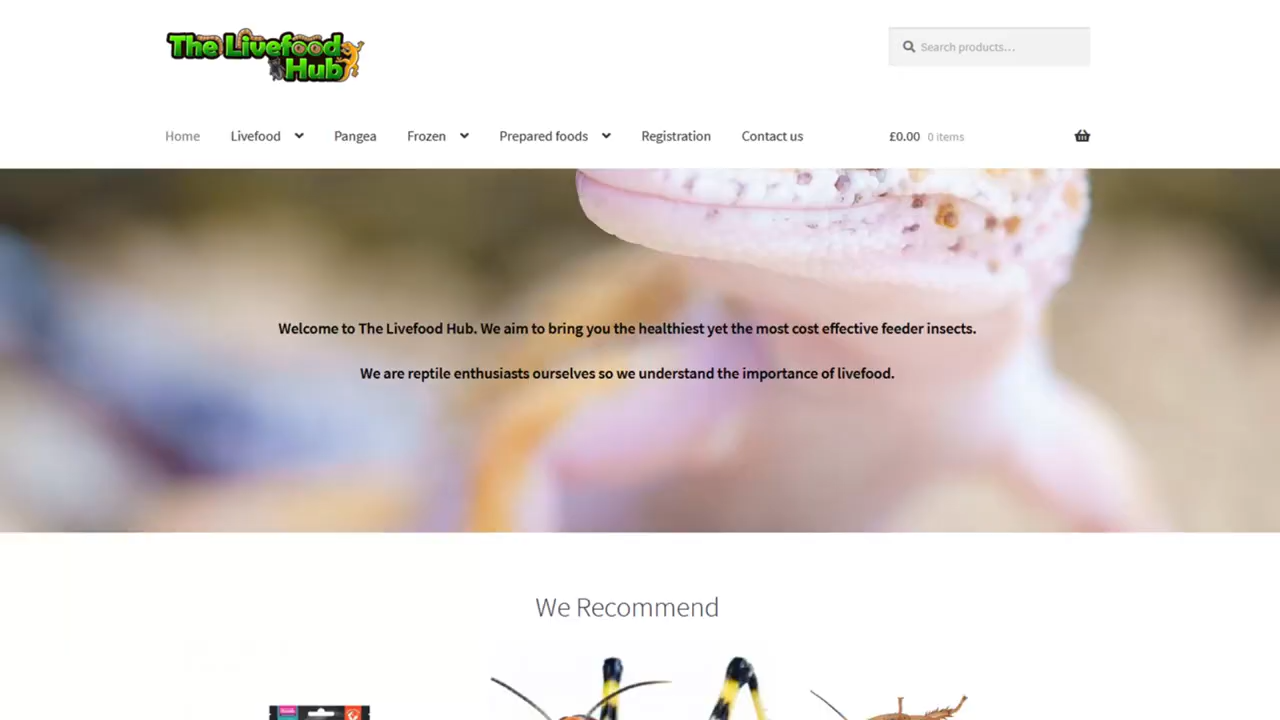 The Livefood
Hub
Search products…
Home
Livefood
Pangea
Frozen
Prepared foods
Registration
Contact us
£0.00 0 items
Welcome to The Livefood Hub. We aim to bring you the healthiest yet the most cost effective feeder insects.
We are reptile enthusiasts ourselves so we understand the importance of livefood.
We Recommend